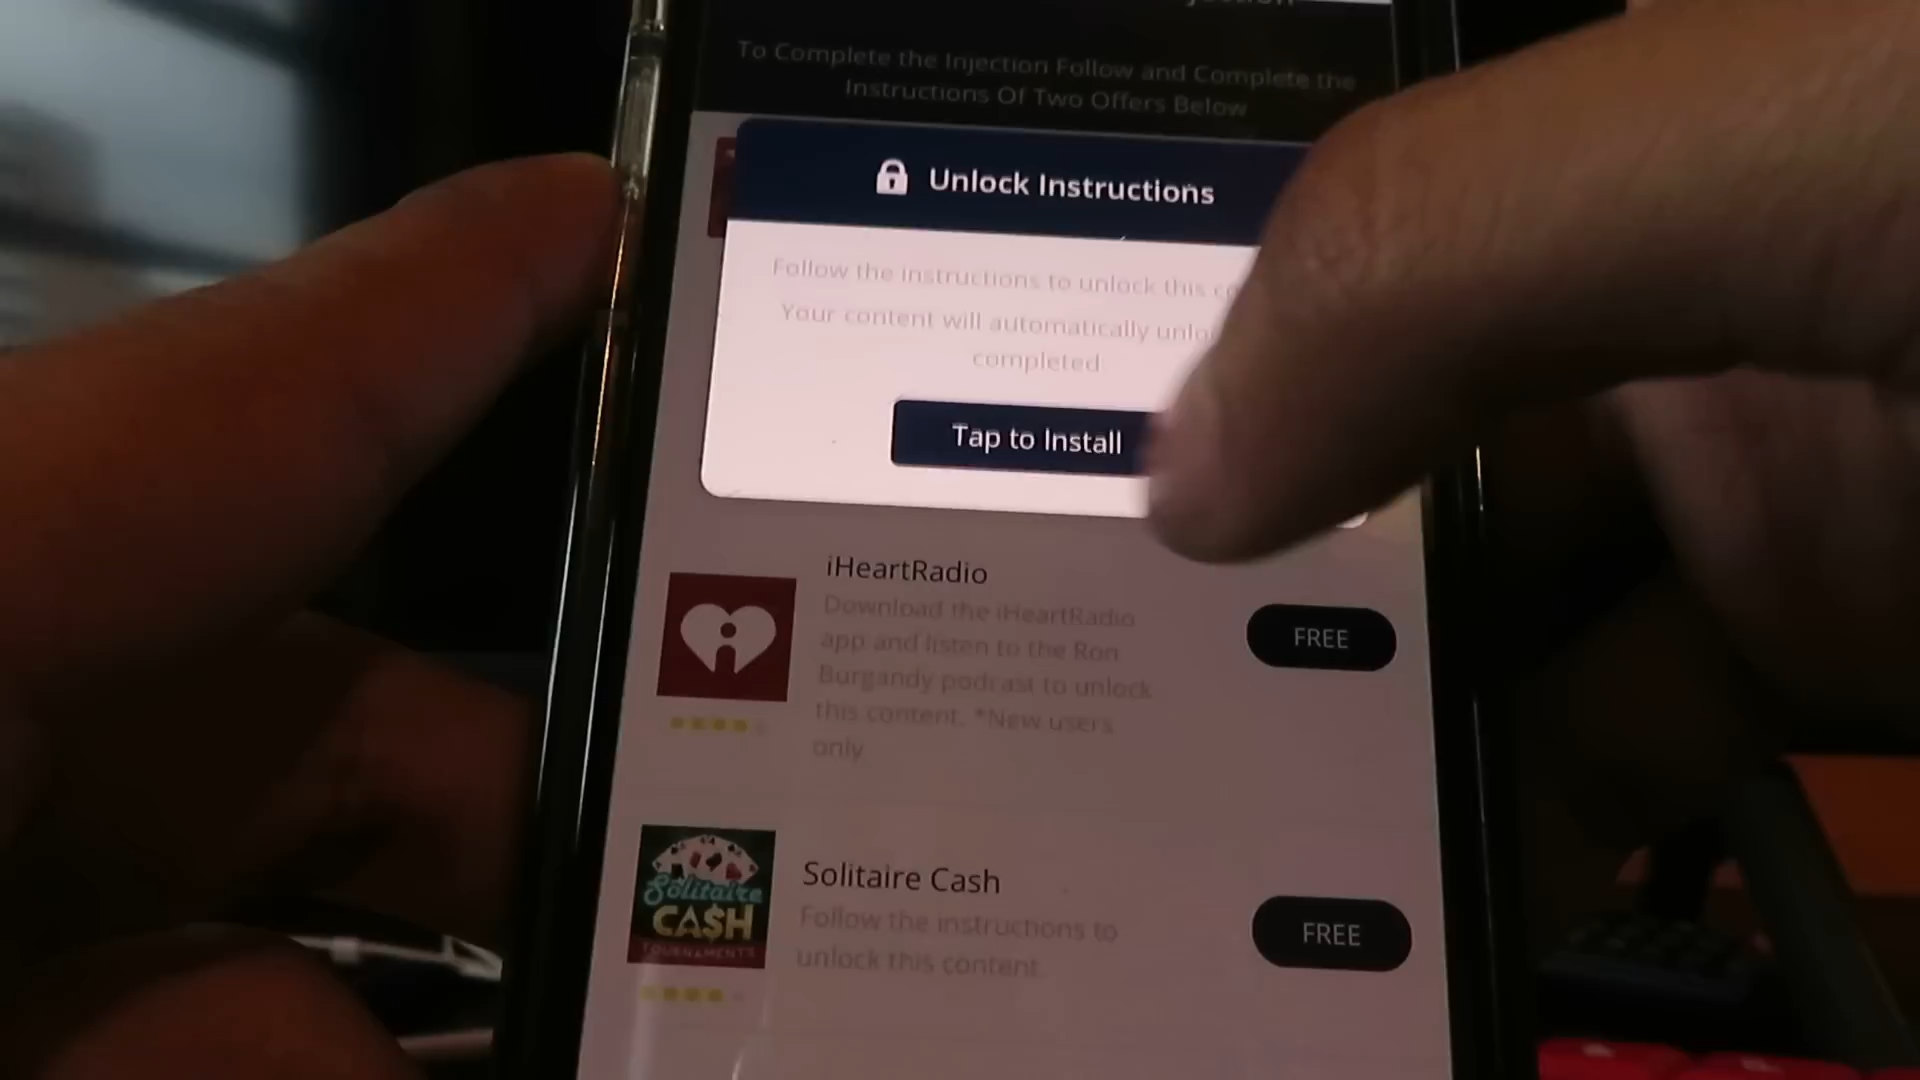 To Complete the Injection Follow and Complete the
Instructions Of Two Offers Below
Unlock Instructions
Follow the instructions to unlock this
Your content will automatically
completed.
Tap to Install
iHeartRadio
Download the iHeartRadio
app and listen to the Ron
Burgandy podcast to unlock
this content. *New users
only
FREE
Solitaire
CA$H
TOURNAMENTS
Solitaire Cash
Follow the instructions to
unlock this content.
FREE